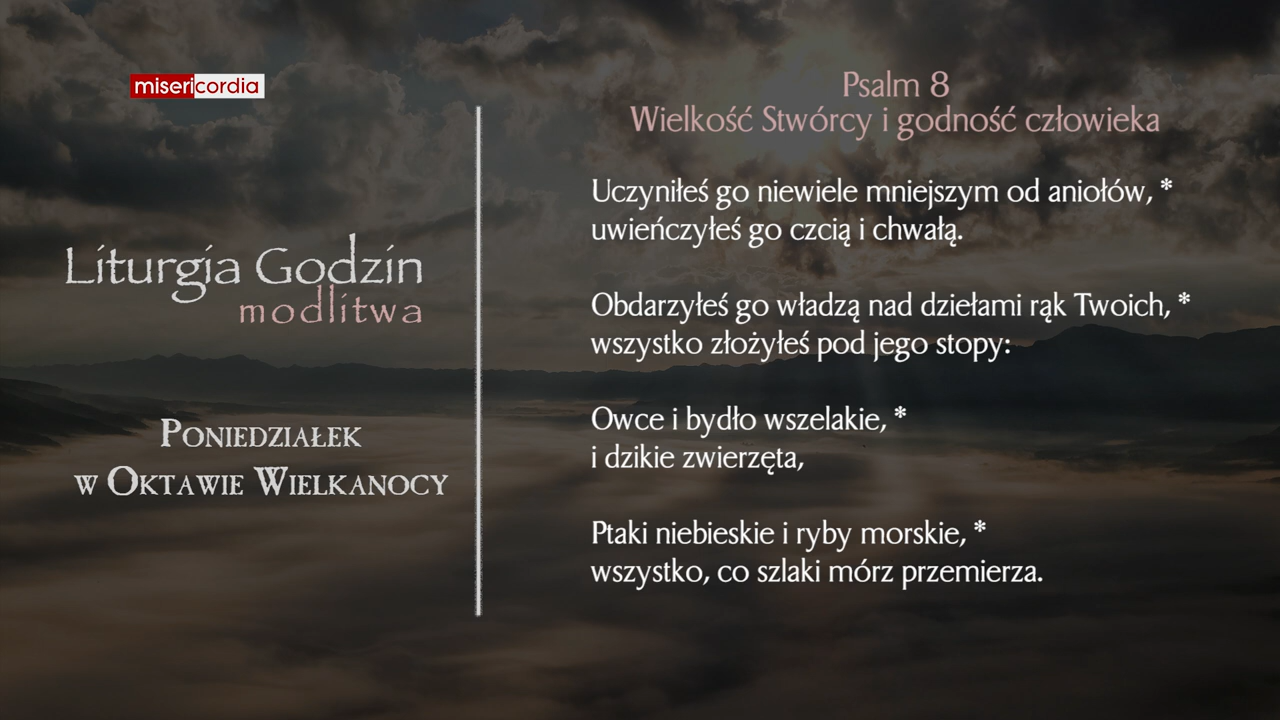 misericordia
Liturgia Godzin
modlitwa
Poniedziałek
w Oktawie Wielkanocy
Psalm 8
Wielkość Stwórcy i godność człowieka
Uczyniłeś go niewiele mniejszym od aniołów, *
uwieńczyłeś go czcią i chwałą.
Obdarzyłeś go władzą nad dziełami rąk Twoich, *
wszystko złożyłeś pod jego stopy:
Owce i bydło wszelakie, *
i dzikie zwierzęta,
Ptaki niebieskie i ryby morskie, *
wszystko, co szlaki mórz przemierza.